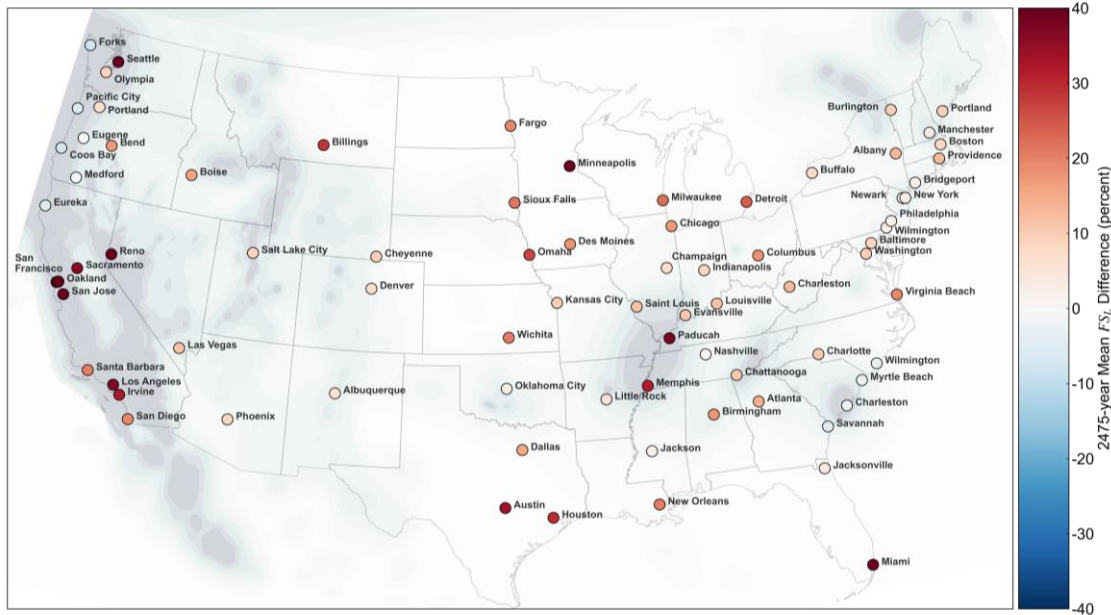 Forks
Seattle
Olympia
Pacific City
Portland
Eugene
Bend
Coos Bay
Medford
Eureka
Boise
Billings
Fargo
Minneapolis
Sioux Falls
Milwaukee
Detroit
Chicago
Burlington
Portland
Manchester
Boston
Albany
Providence
Buffalo
Bridgeport
Newark
New York
Philadelphia
Wilmington
Baltimore
Washington
Reno
San
Francisco
Sacramento
Oakland
San Jose
Salt Lake City
Cheyenne
Denver
Omaha
Des Moines
Champaign
Indianapolis
Columbus
Charleston
Virginia Beach
Kansas City
Saint Louis
Louisville
Evansville
Las Vegas
Wichita
Paducah
Nashville
Charlotte
Wilmington
Santa Barbara
Los Angeles
Irvine
San Diego
Phoenix
Albuquerque
Oklahoma City
Little Rock
Memphis
Chattanooga
Myrtle Beach
Atlanta
Birmingham
Charleston
Savannah
Dallas
Jackson
Jacksonville
Austin
Houston
New Orleans
Miami
40
30
20
10
0
-10
-20
-30
-40
2475-year Mean FS_L Difference (percent)